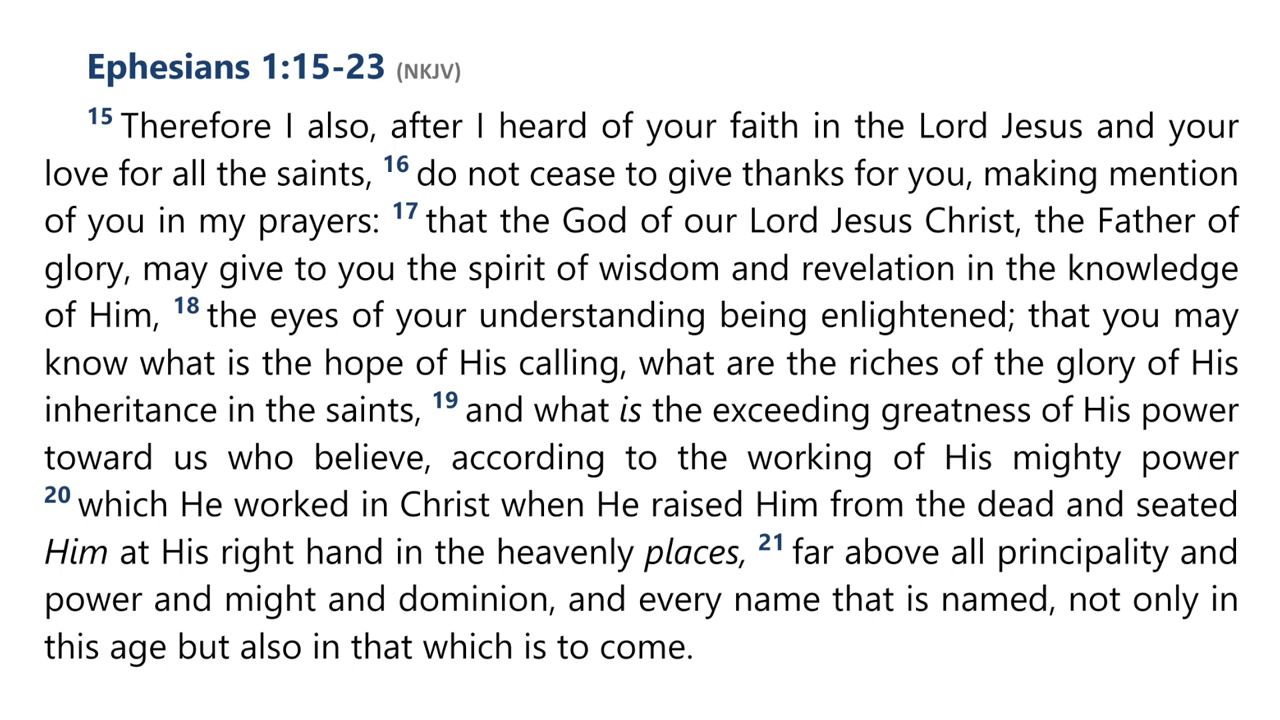 Ephesians 1:15-23 (NKJV)
15 Therefore I also, after I heard of your faith in the Lord Jesus and your
love for all the saints, 16 do not cease to give thanks for you, making mention
of you in my prayers: 17 that the God of our Lord Jesus Christ, the Father of
glory, may give to you the spirit of wisdom and revelation in the knowledge
of Him, 18 the eyes of your understanding being enlightened; that you may
know what is the hope of His calling, what are the riches of the glory of His
inheritance in the saints, 19 and what is the exceeding greatness of His power
toward us who believe, according to the working of His mighty power
20 which He worked in Christ when He raised Him from the dead and seated
Him at His right hand in the heavenly places, 21 far above all principality and
power and might and dominion, and every name that is named, not only in
this age but also in that which is to come.